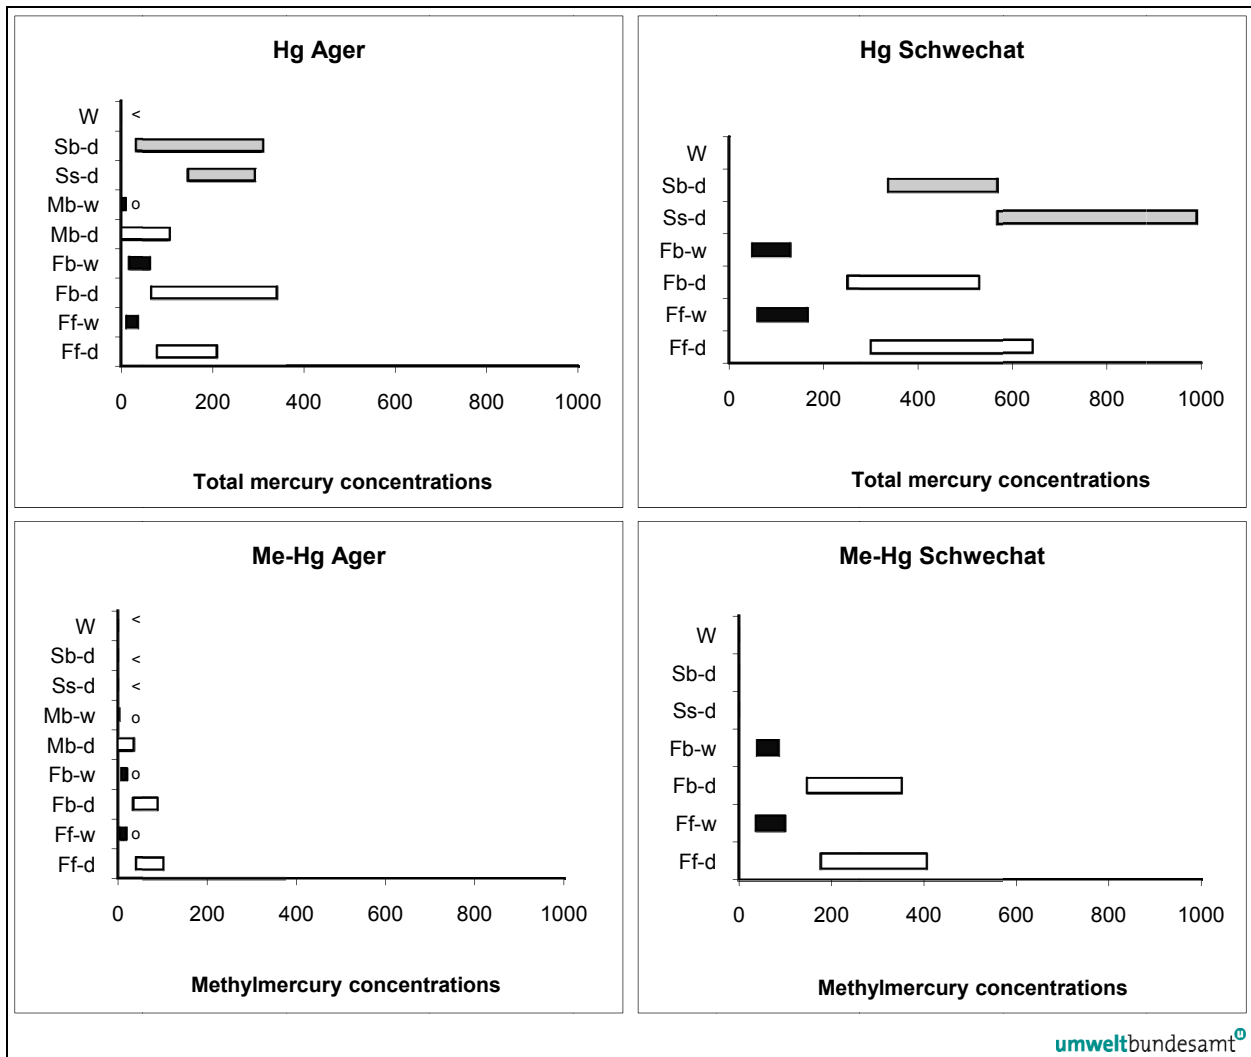 Hg Ager
W <
Sb-d
Ss-d
Mb-w o
Mb-d
Fb-w
Fb-d
Ff-w
Ff-d
0 200 400 600 800 1000
Total mercury concentrations
Hg Schwechat
W
Sb-d
Ss-d
Fb-w
Fb-d
Ff-w
Ff-d
0 200 400 600 800 1000
Total mercury concentrations
Me-Hg Ager
W <
Sb-d <
Ss-d <
Mb-w o
Mb-d
Fb-w o
Fb-d
Ff-w o
Ff-d
0 200 400 600 800 1000
Methylmercury concentrations
Me-Hg Schwechat
W
Sb-d
Ss-d
Fb-w
Fb-d
Ff-w
Ff-d
0 200 400 600 800 1000
Methylmercury concentrations
umweltbundesamt